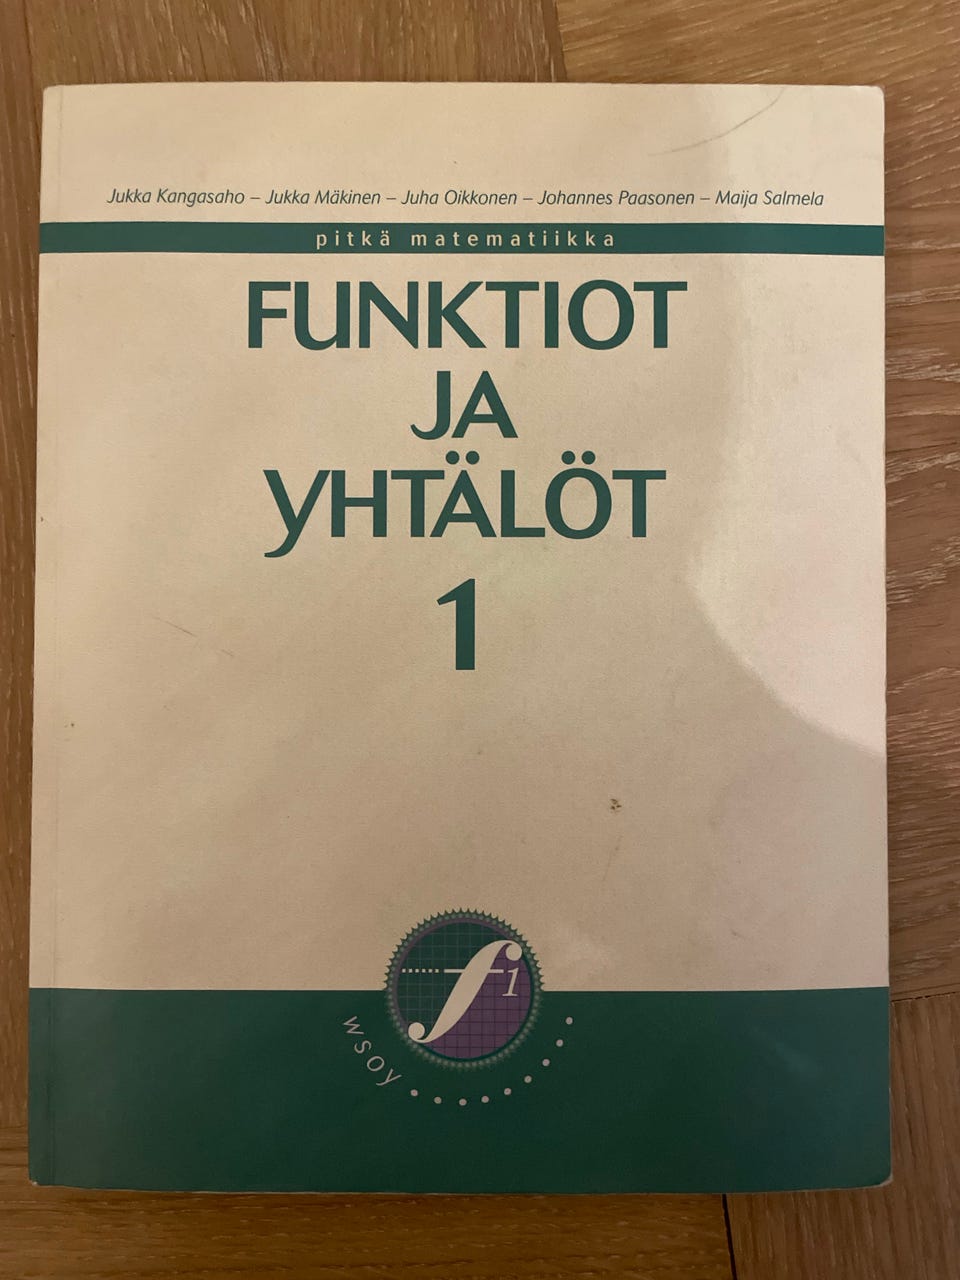 Jukka Kangasaho – Jukka Mäkinen – Juha Oikkonen – Johannes Paasonen – Maija Salmela
pitkä matematiikka
FUNKTIOT
JA
YHTÄLÖT
1
f1
wsoy